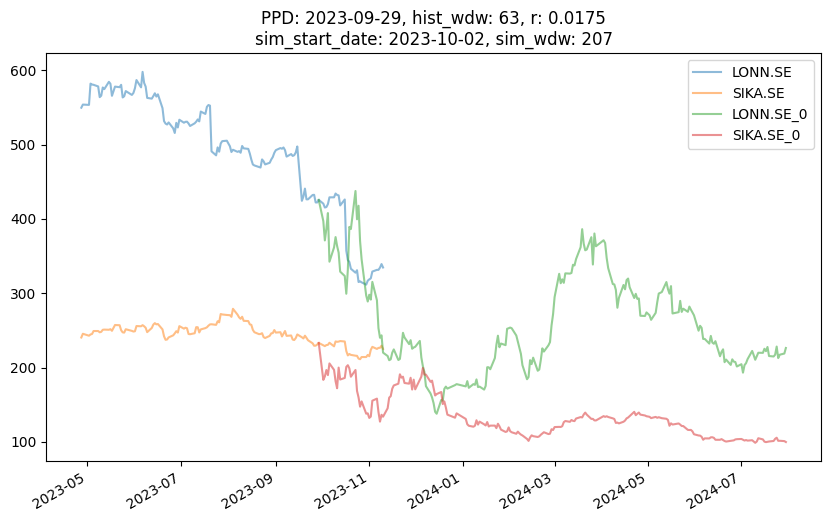 PPD: 2023-09-29, hist_wdw: 63, r: 0.0175
sim_start_date: 2023-10-02, sim_wdw: 207
LONN.SE
SIKA.SE
LONN.SE_0
SIKA.SE_0
600
500
400
300
200
100
2023-05
2023-07
2023-09
2023-11
2024-01
2024-03
2024-05
2024-07